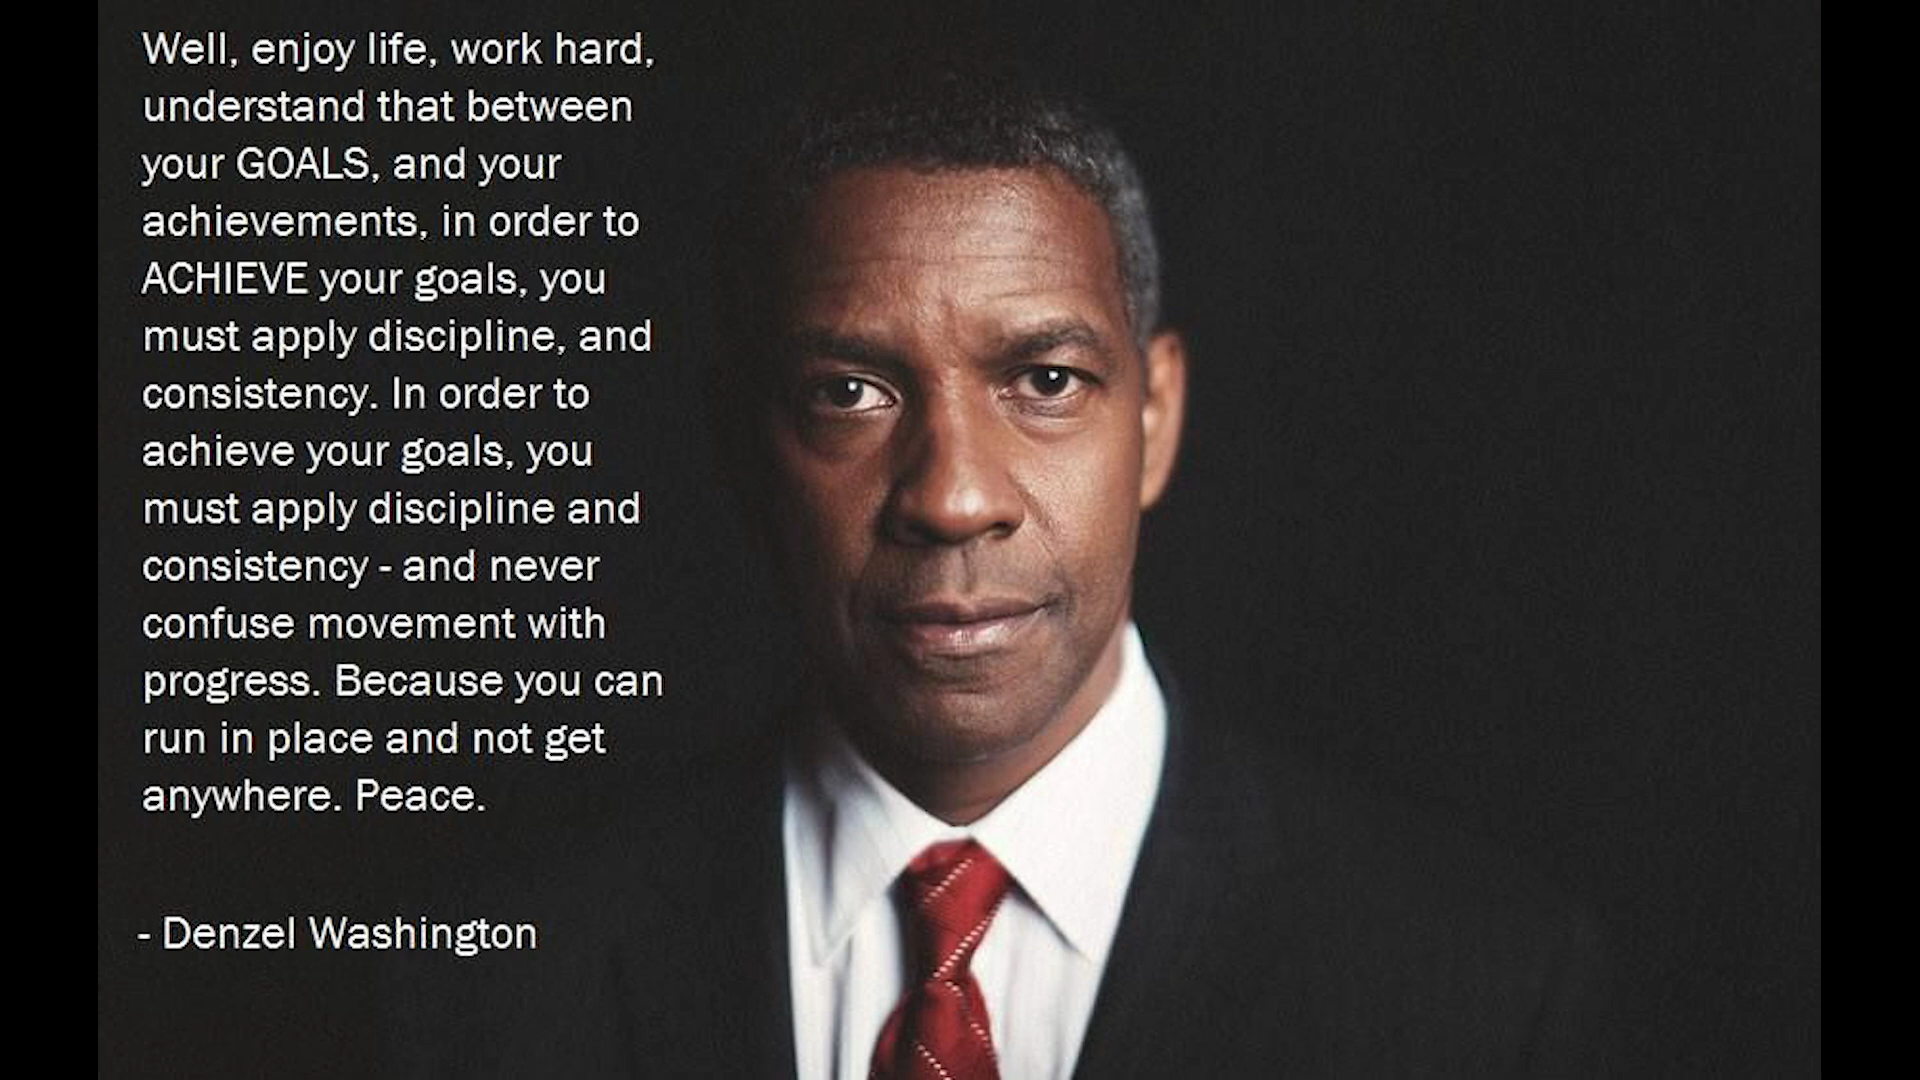 Well, enjoy life, work hard,
understand that between
your GOALS, and your
achievements, in order to
ACHIEVE your goals, you
must apply discipline, and
consistency. In order to
achieve your goals, you
must apply discipline and
consistency - and never
confuse movement with
progress. Because you can
run in place and not get
anywhere. Peace.
- Denzel Washington